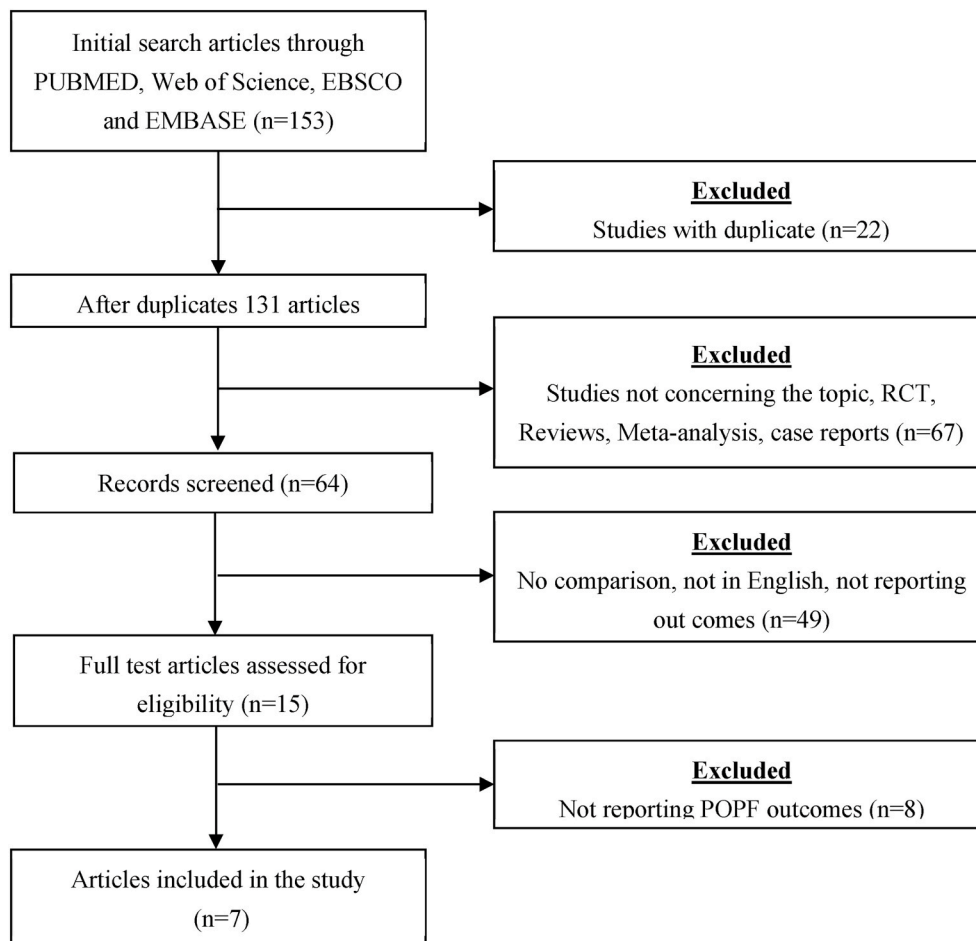 Initial search articles through
PUBMED, Web of Science, EBSCO
and EMBASE (n=153)
Excluded
Studies with duplicate (n=22)
After duplicates 131 articles
Excluded
Studies not concerning the topic, RCT,
Reviews, Meta-analysis, case reports (n=67)
Records screened (n=64)
Excluded
No comparison, not in English, not reporting
out comes (n=49)
Full test articles assessed for
eligibility (n=15)
Excluded
Not reporting POPF outcomes (n=8)
Articles included in the study
(n=7)